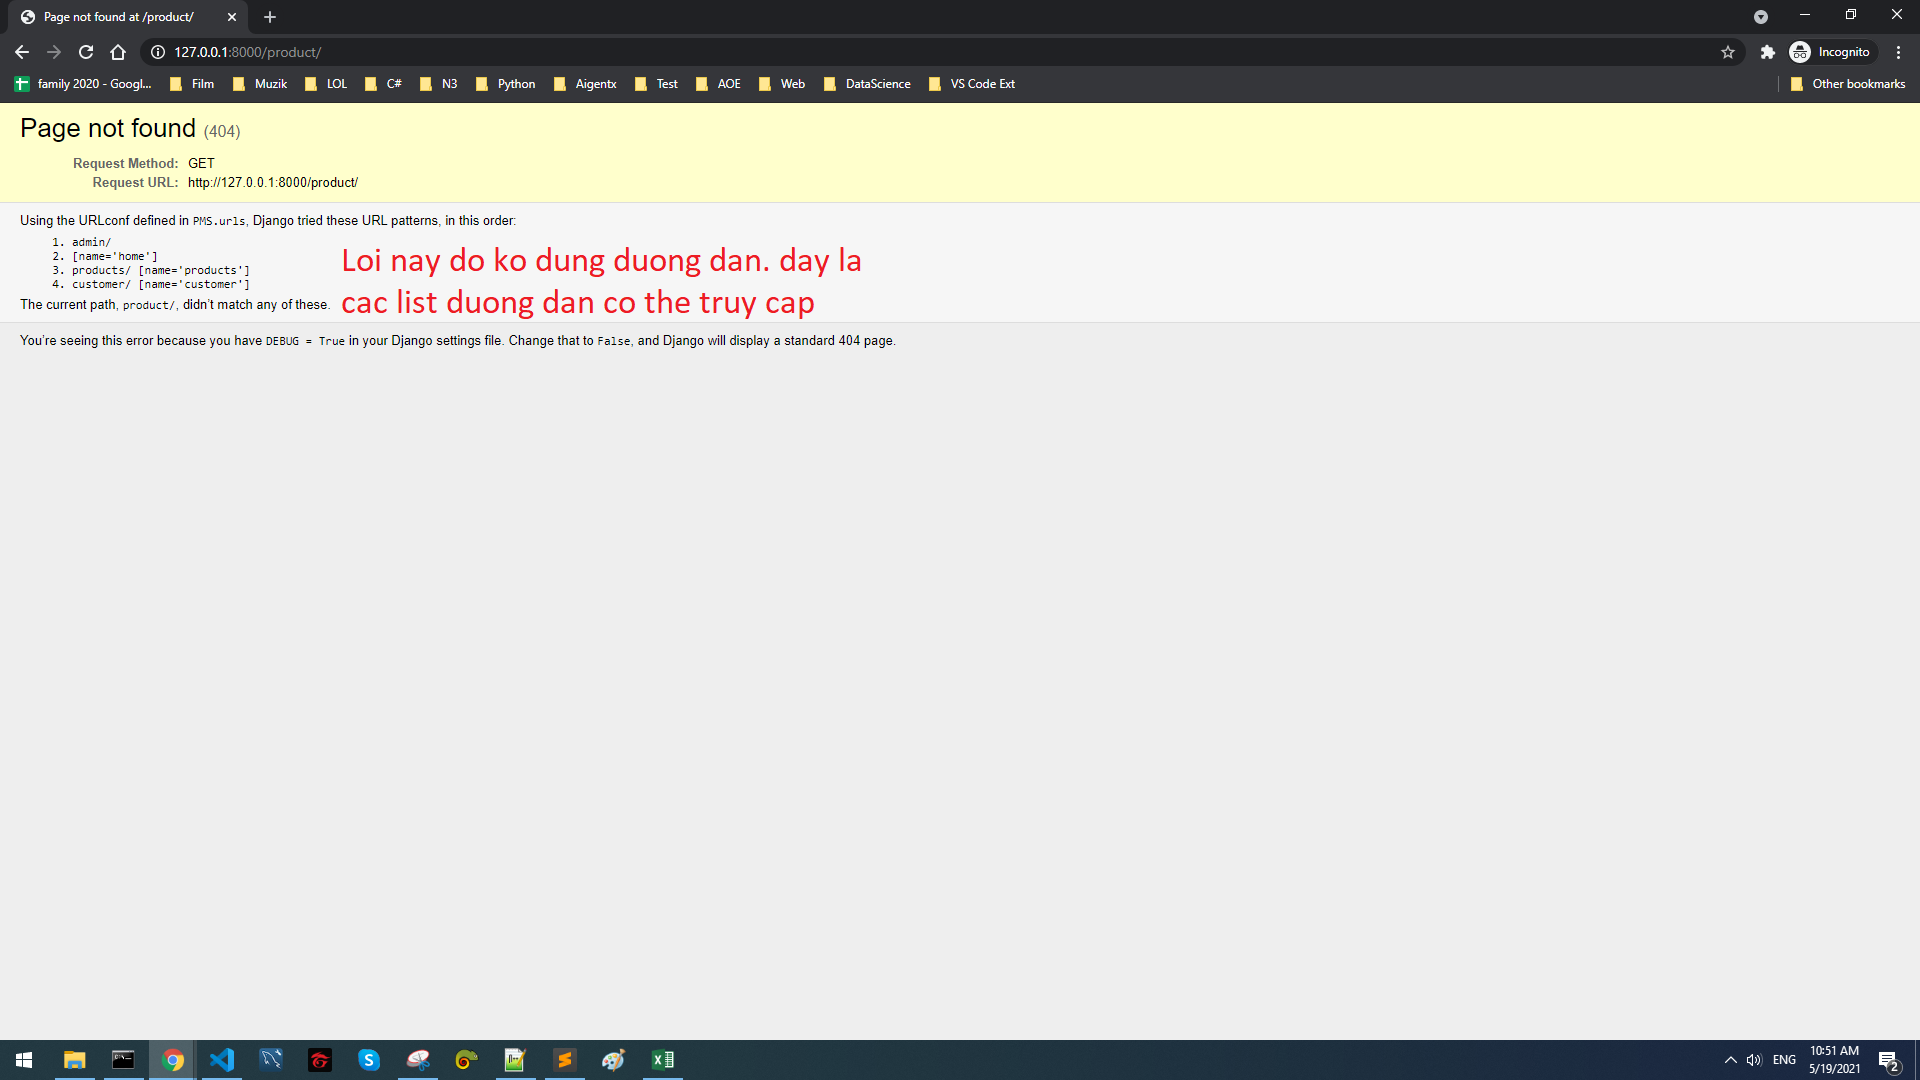 Page not found at /product/
127.0.0.1:8000/product/
Incognito
family 2020 - Googl...
Film
Muzik
LOL
C#
N3
Python
Aigentx
Test
AOE
Web
DataScience
VS Code Ext
Other bookmarks
Page not found (404)
Request Method: GET
Request URL: http://127.0.0.1:8000/product/
Using the URLconf defined in PMS.urls, Django tried these URL patterns, in this order:
1. admin/
2. [name='home']
3. products/ [name='products']
4. customer/ [name='customer']
The current path, product/, didn't match any of these.
Loi nay do ko dung duong dan. day la
cac list duong dan co the truy cap
You're seeing this error because you have DEBUG = True in your Django settings file. Change that to False, and Django will display a standard 404 page.
ENG
10:51 AM
5/19/2021
2